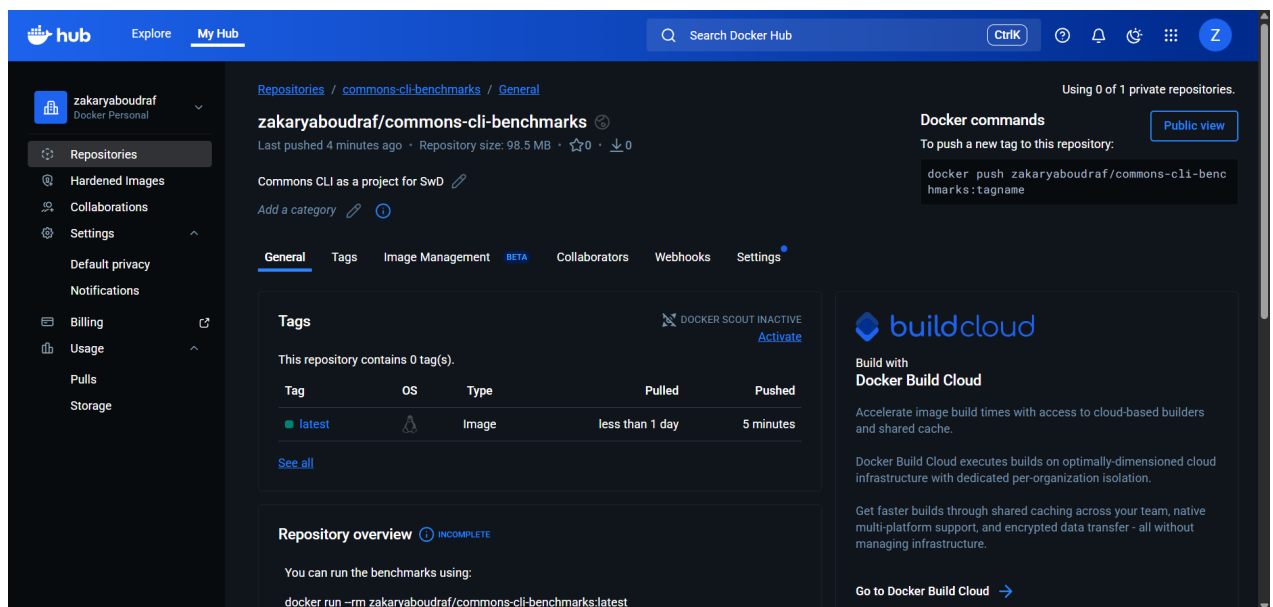 hub
Explore
My Hub
Search Docker Hub
CtrlK
Z
zakaryaboudraf
Docker Personal
Repositories
Hardened Images
Collaborations
Settings
Default privacy
Notifications
Billing
Usage
Pulls
Storage
Repositories / commons-cli-benchmarks / General
Using 0 of 1 private repositories.
zakaryaboudraf/commons-cli-benchmarks
Last pushed 4 minutes ago · Repository size: 98.5 MB · 0 · 0
Commons CLI as a project for SwD
Add a category
Docker commands
Public view
To push a new tag to this repository:
docker push zakaryaboudraf/commons-cli-benc
hmarks:tagname
General Tags Image Management BETA Collaborators Webhooks Settings
Tags
DOCKER SCOUT INACTIVE
Activate
This repository contains 0 tag(s).
Tag OS Type Pulled Pushed
latest Image less than 1 day 5 minutes
See all
Repository overview INCOMPLETE
You can run the benchmarks using:
docker run –rm zakaryaboudraf/commons-cli-benchmarks:latest
buildcloud
Build with
Docker Build Cloud
Accelerate image build times with access to cloud-based builders
and shared cache.
Docker Build Cloud executes builds on optimally-dimensioned cloud
infrastructure with dedicated per-organization isolation.
Get faster builds through shared caching across your team, native
multi-platform support, and encrypted data transfer - all without
managing infrastructure.
Go to Docker Build Cloud